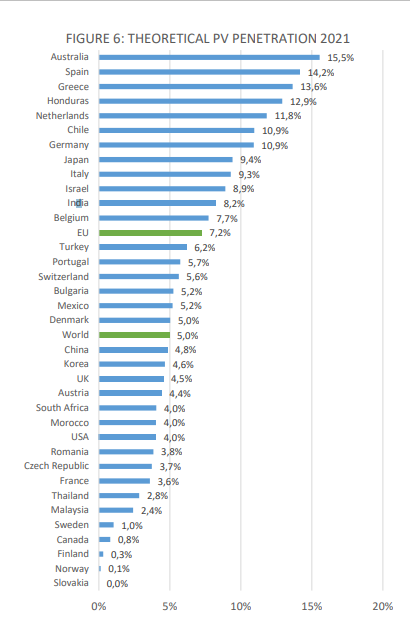 FIGURE 6: THEORETICAL PV PENETRATION 2021
Australia 15,5%
Spain 14,2%
Greece 13,6%
Honduras 12,9%
Netherlands 11,8%
Chile 10,9%
Germany 10,9%
Japan 9,4%
Italy 9,3%
Israel 8,9%
India 8,2%
Belgium 7,7%
EU 7,2%
Turkey 6,2%
Portugal 5,7%
Switzerland 5,6%
Bulgaria 5,2%
Mexico 5,2%
Denmark 5,0%
World 5,0%
China 4,8%
Korea 4,6%
UK 4,5%
Austria 4,4%
South Africa 4,0%
Morocco 4,0%
USA 4,0%
Romania 3,8%
Czech Republic 3,7%
France 3,6%
Thailand 2,8%
Malaysia 2,4%
Sweden 1,0%
Canada 0,8%
Finland 0,3%
Norway 0,1%
Slovakia 0,0%
0% 5% 10% 15% 20%